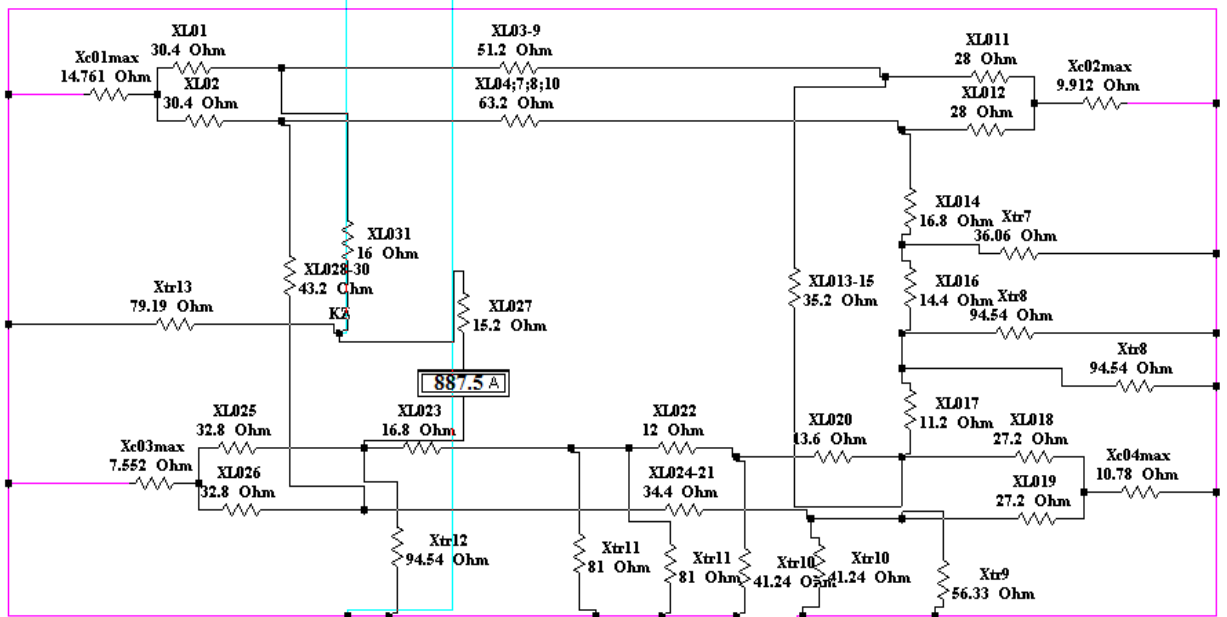 XL01
30.4 Ohm
XL03-9
51.2 Ohm
XL011
28 Ohm
Xc01max
14.761 Ohm
XL02
30.4 Ohm
XL04;7;8;10
63.2 Ohm
XL012
28 Ohm
Xc02max
9.912 Ohm
XL014
16.8 Ohm
Xtr7
36.06 Ohm
XL031
16 Ohm
XL028-30
43.2 Ohm
XL013-15
35.2 Ohm
XL016
14.4 Ohm
Xtr8
94.54 Ohm
Xtr13
79.19 Ohm
KZ
XL027
15.2 Ohm
Xtr8
94.54 Ohm
887.5 A
XL025
32.8 Ohm
XL023
16.8 Ohm
XL022
12 Ohm
XL020
13.6 Ohm
XL017
11.2 Ohm
XL018
27.2 Ohm
Xc03max
7.552 Ohm
XL026
32.8 Ohm
XL024-21
34.4 Ohm
XL019
27.2 Ohm
Xc04max
10.78 Ohm
Xtr12
94.54 Ohm
Xtr11
81 Ohm
Xtr11
81 Ohm
Xtr10
41.24 Ohm
Xtr10
41.24 Ohm
Xtr9
56.33 Ohm